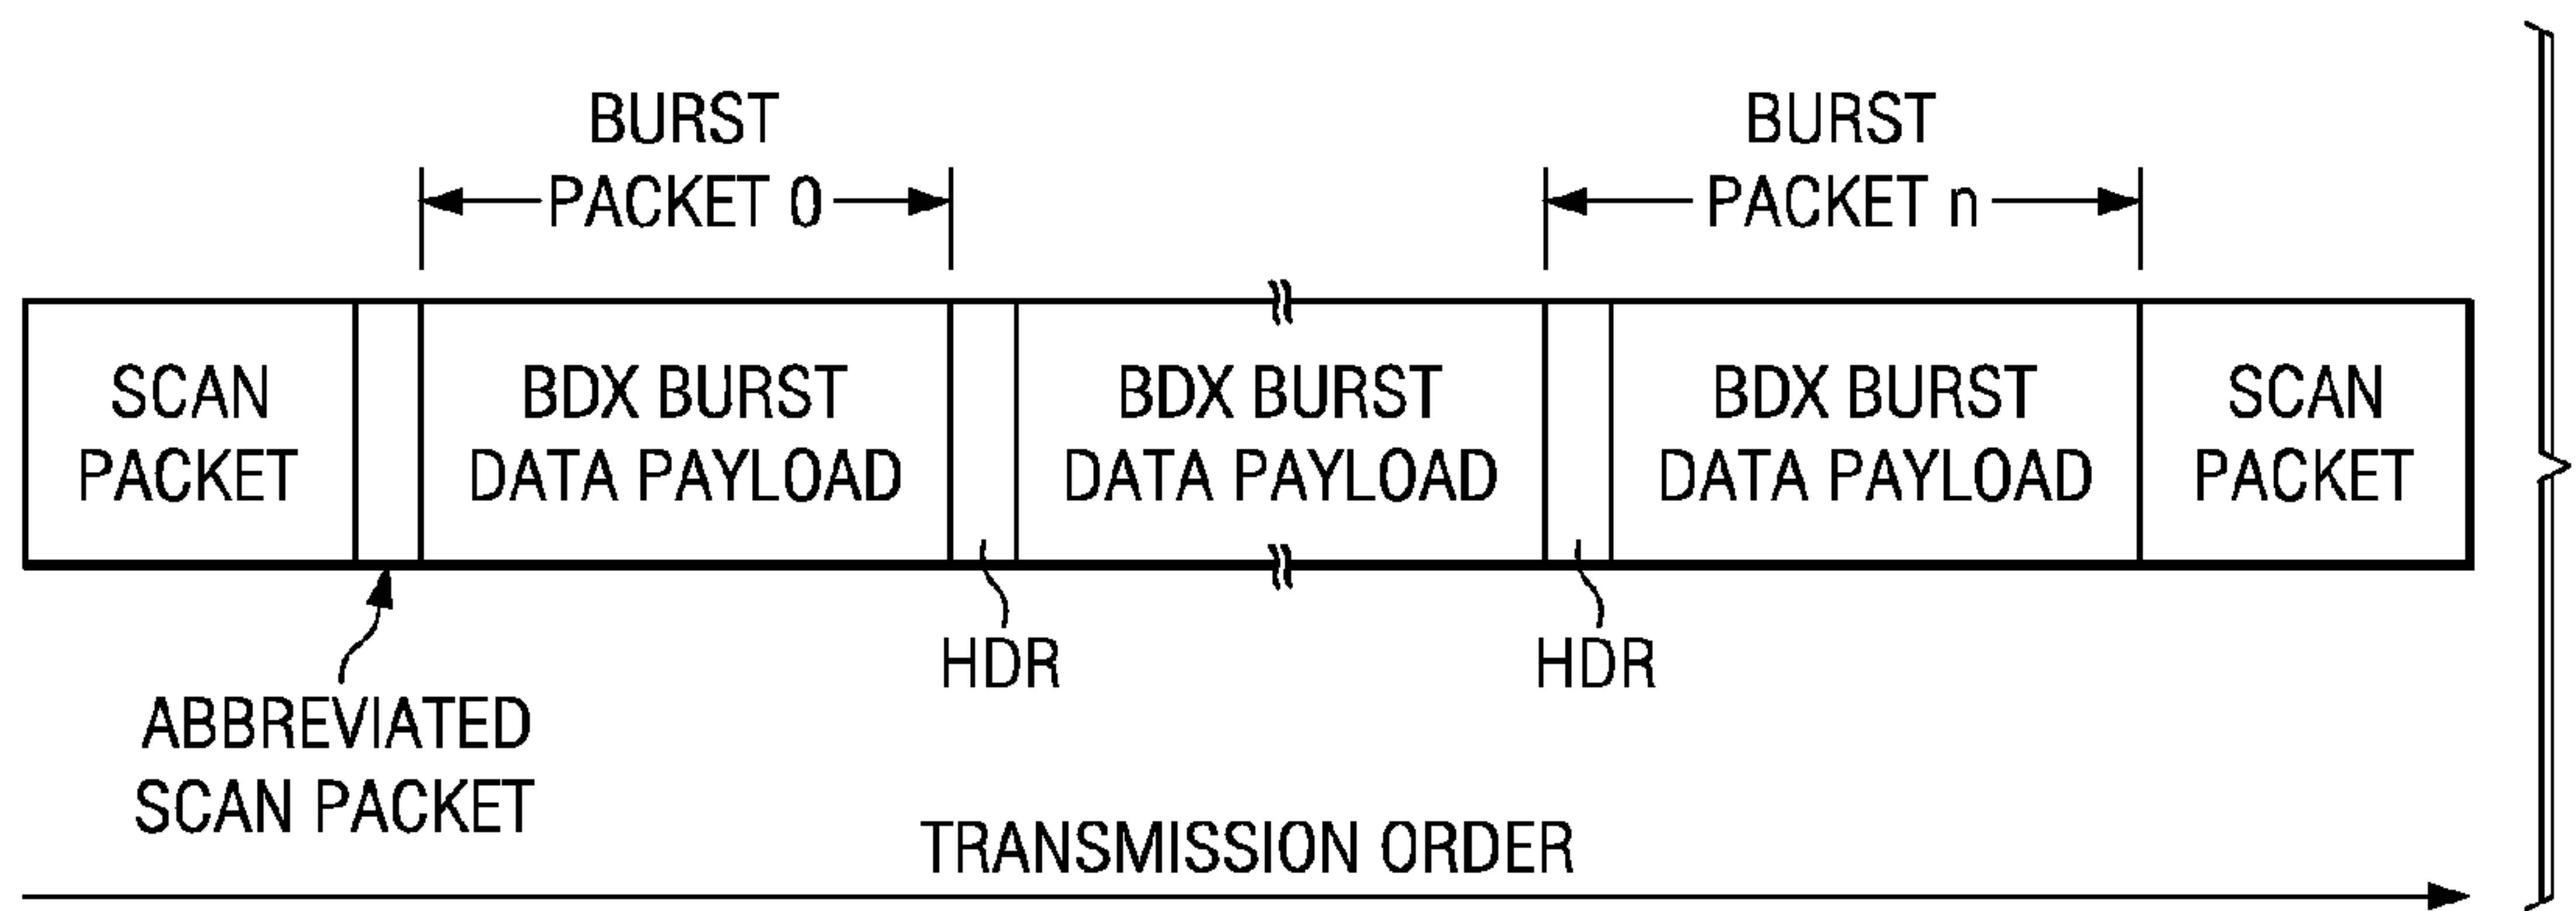 BURST
PACKET 0
BURST
PACKET n
SCAN
PACKET
BDX BURST
DATA PAYLOAD
BDX BURST
DATA PAYLOAD
BDX BURST
DATA PAYLOAD
SCAN
PACKET
HDR
HDR
ABBREVIATED
SCAN PACKET
TRANSMISSION ORDER